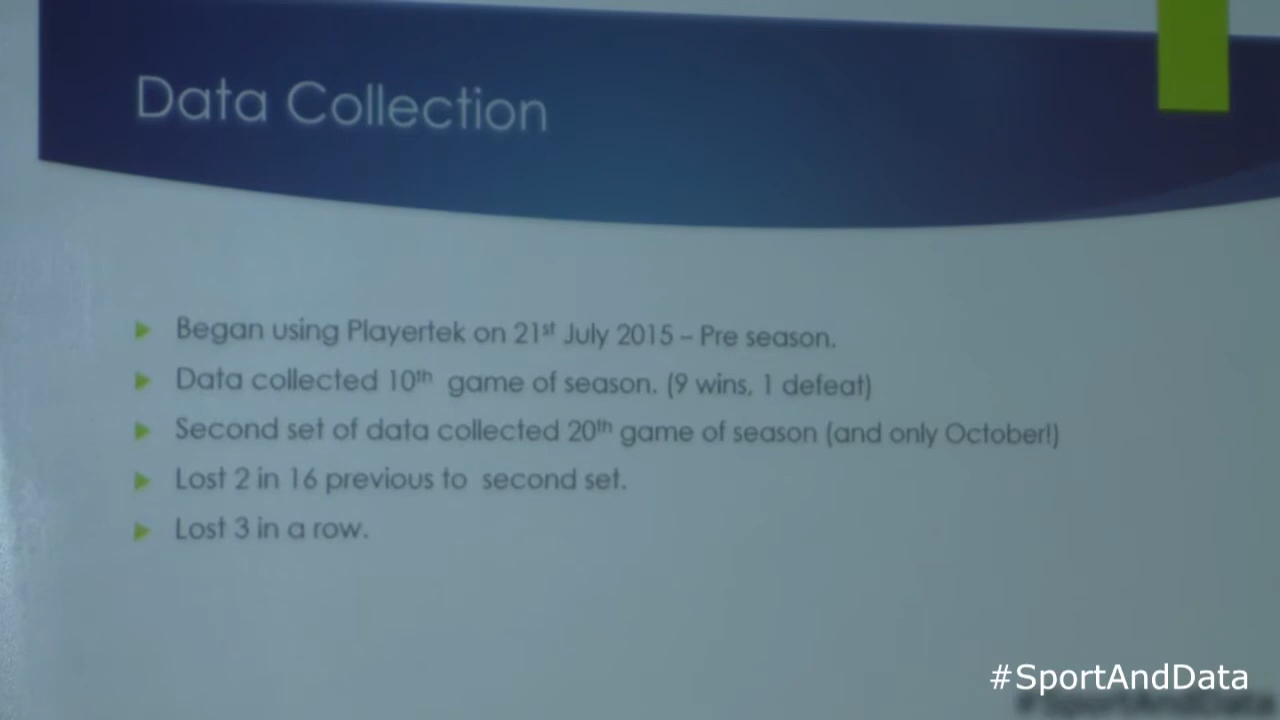 Data Collection
Began using Playertek on 21st July 2015 – Pre season.
Data collected 10th game of season. (9 wins, 1 defeat)
Second set of data collected 20th game of season (and only October!)
Lost 2 in 16 previous to second set.
Lost 3 in a row.
#SportAndData
#SportAndData